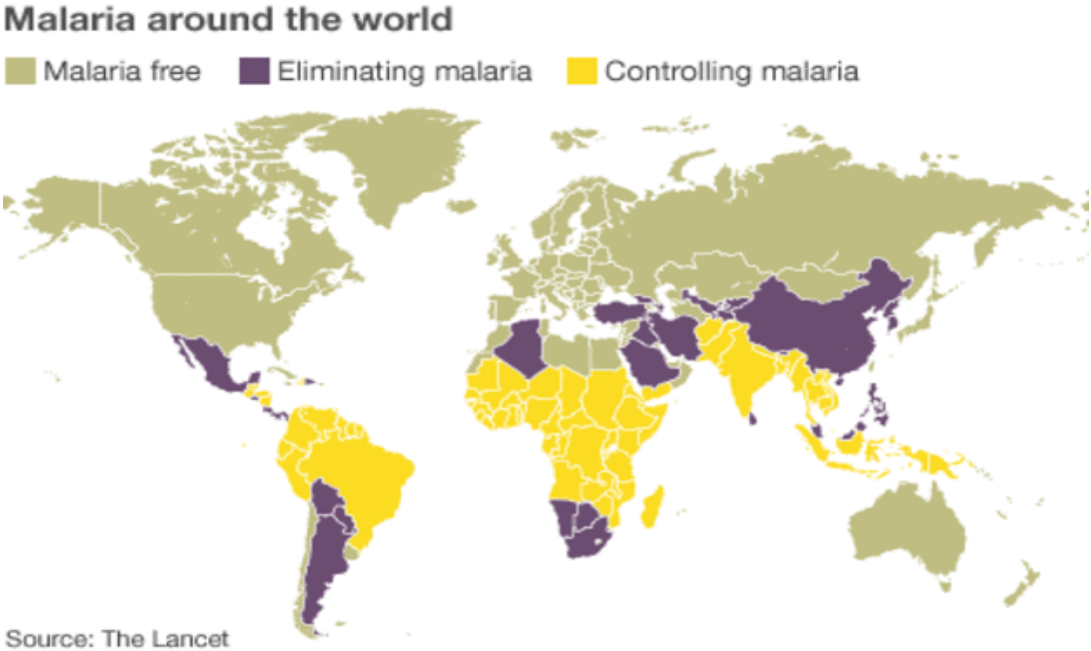 Malaria around the world
Malaria free Eliminating malaria Controlling malaria
Source: The Lancet